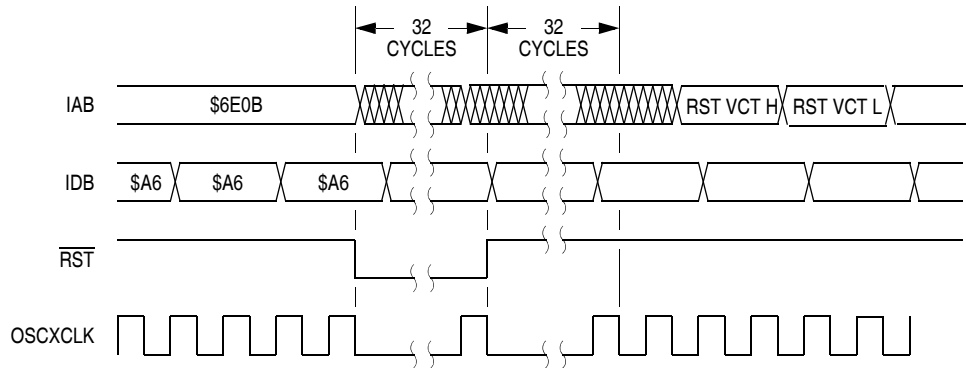 32
CYCLES
32
CYCLES
IAB
$6E0B
RST VCT H
RST VCT L
IDB
$A6
$A6
$A6
RST
OSCXCLK